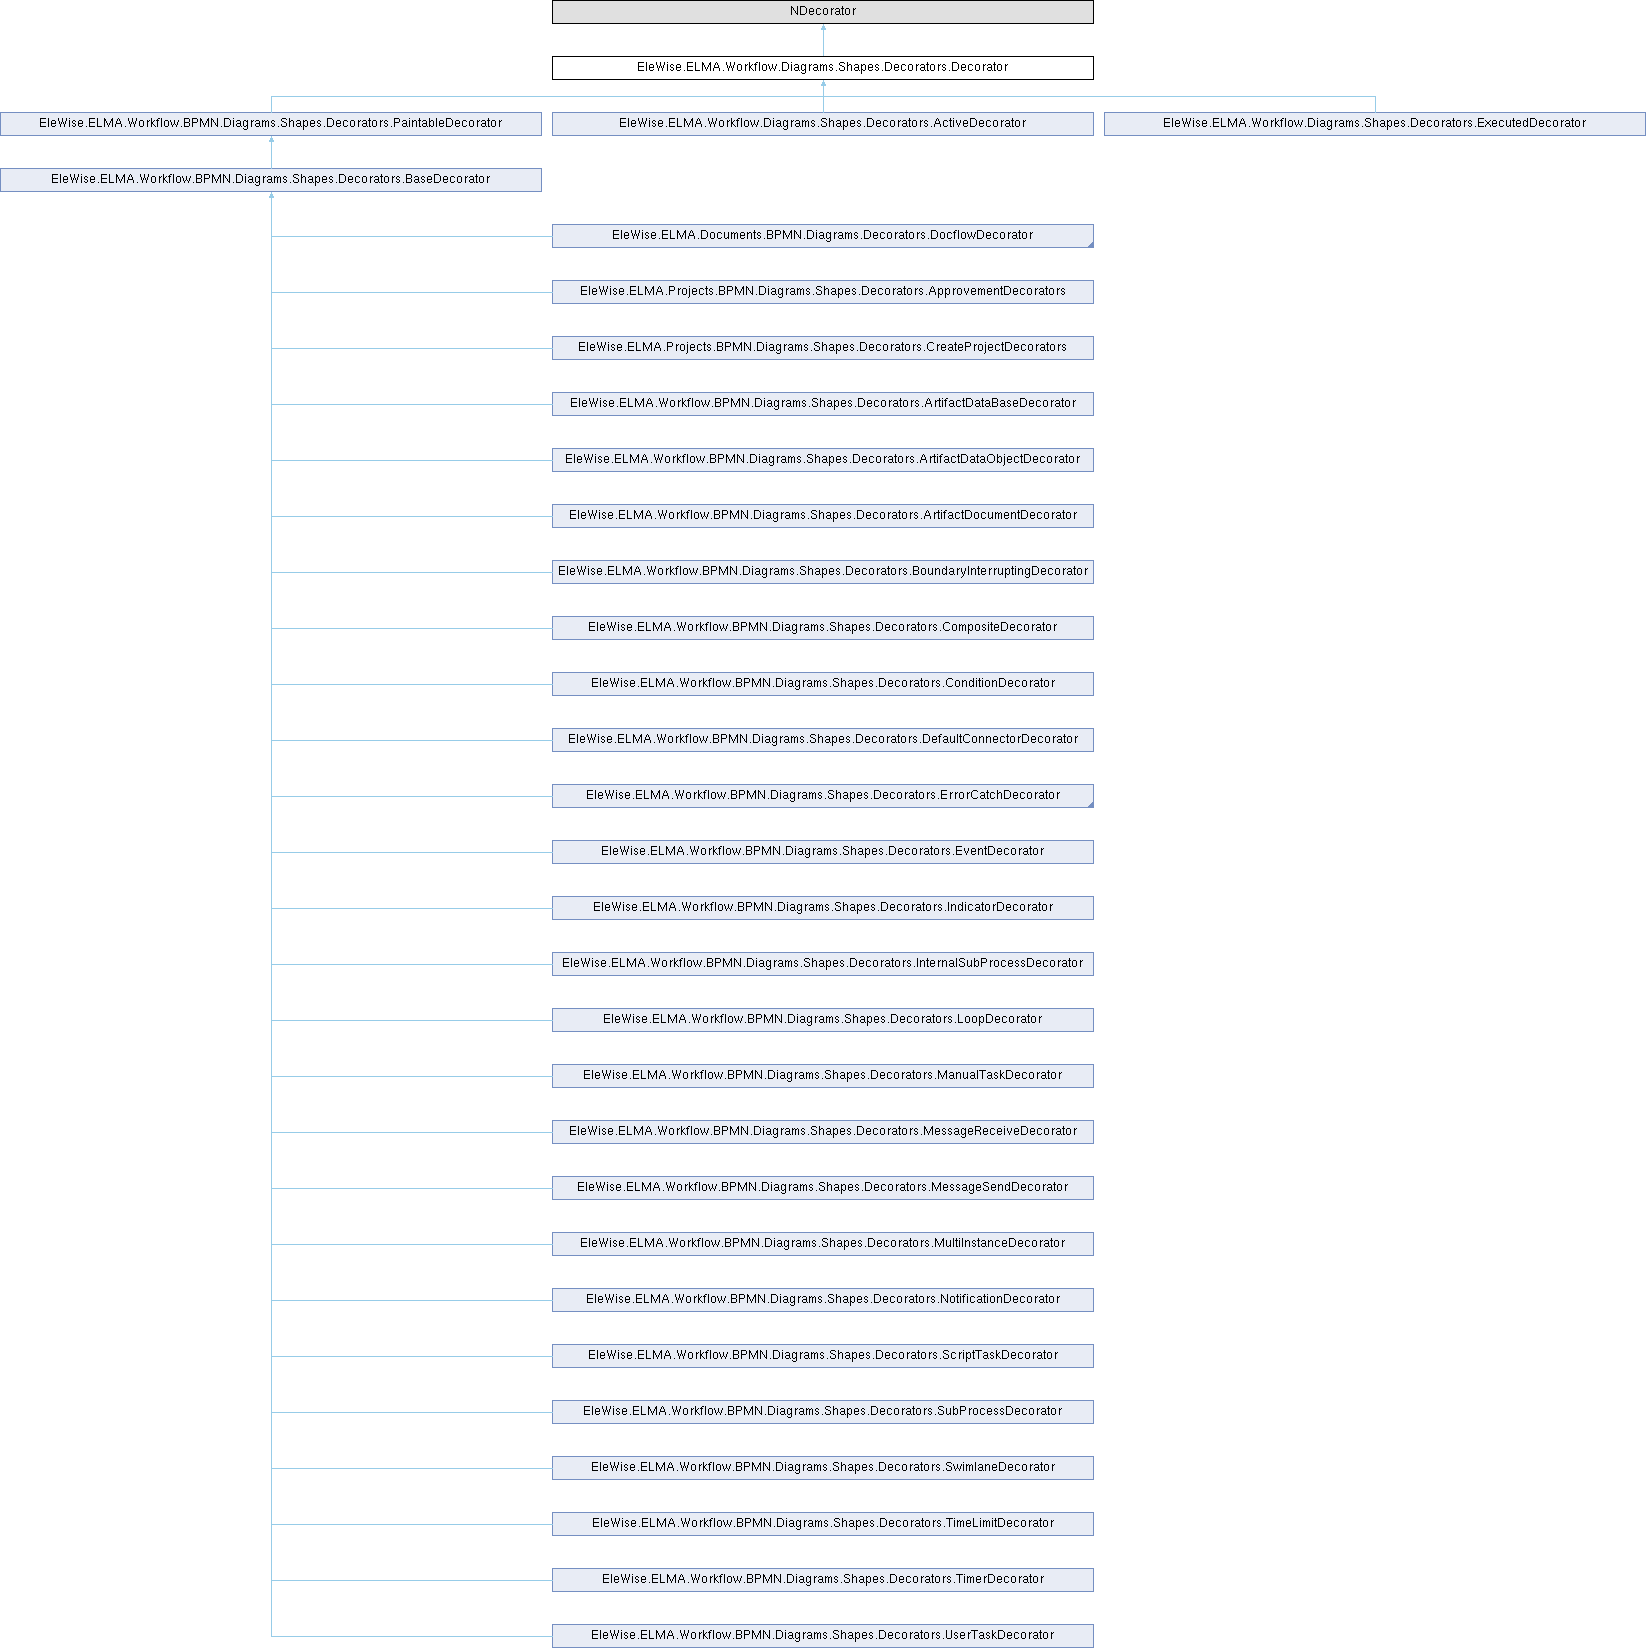 NDecorator
EleWise.ELMA.Workflow.Diagrams.Shapes.Decorators.Decorator
EleWise.ELMA.Workflow.BPMN.Diagrams.Shapes.Decorators.PaintableDecorator
EleWise.ELMA.Workflow.Diagrams.Shapes.Decorators.ActiveDecorator
EleWise.ELMA.Workflow.Diagrams.Shapes.Decorators.ExecutedDecorator
EleWise.ELMA.Workflow.BPMN.Diagrams.Shapes.Decorators.BaseDecorator
EleWise.ELMA.Documents.BPMN.Diagrams.Decorators.DocflowDecorator
EleWise.ELMA.Projects.BPMN.Diagrams.Shapes.Decorators.ApprovementDecorators
EleWise.ELMA.Projects.BPMN.Diagrams.Shapes.Decorators.CreateProjectDecorators
EleWise.ELMA.Workflow.BPMN.Diagrams.Shapes.Decorators.ArtifactDataBaseDecorator
EleWise.ELMA.Workflow.BPMN.Diagrams.Shapes.Decorators.ArtifactDataObjectDecorator
EleWise.ELMA.Workflow.BPMN.Diagrams.Shapes.Decorators.ArtifactDocumentDecorator
EleWise.ELMA.Workflow.BPMN.Diagrams.Shapes.Decorators.BoundaryInterruptingDecorator
EleWise.ELMA.Workflow.BPMN.Diagrams.Shapes.Decorators.CompositeDecorator
EleWise.ELMA.Workflow.BPMN.Diagrams.Shapes.Decorators.ConditionDecorator
EleWise.ELMA.Workflow.BPMN.Diagrams.Shapes.Decorators.DefaultConnectorDecorator
EleWise.ELMA.Workflow.BPMN.Diagrams.Shapes.Decorators.ErrorCatchDecorator
EleWise.ELMA.Workflow.BPMN.Diagrams.Shapes.Decorators.EventDecorator
EleWise.ELMA.Workflow.BPMN.Diagrams.Shapes.Decorators.IndicatorDecorator
EleWise.ELMA.Workflow.BPMN.Diagrams.Shapes.Decorators.InternalSubProcessDecorator
EleWise.ELMA.Workflow.BPMN.Diagrams.Shapes.Decorators.LoopDecorator
EleWise.ELMA.Workflow.BPMN.Diagrams.Shapes.Decorators.ManualTaskDecorator
EleWise.ELMA.Workflow.BPMN.Diagrams.Shapes.Decorators.MessageReceiveDecorator
EleWise.ELMA.Workflow.BPMN.Diagrams.Shapes.Decorators.MessageSendDecorator
EleWise.ELMA.Workflow.BPMN.Diagrams.Shapes.Decorators.MultiInstanceDecorator
EleWise.ELMA.Workflow.BPMN.Diagrams.Shapes.Decorators.NotificationDecorator
EleWise.ELMA.Workflow.BPMN.Diagrams.Shapes.Decorators.ScriptTaskDecorator
EleWise.ELMA.Workflow.BPMN.Diagrams.Shapes.Decorators.SubProcessDecorator
EleWise.ELMA.Workflow.BPMN.Diagrams.Shapes.Decorators.SwimlaneDecorator
EleWise.ELMA.Workflow.BPMN.Diagrams.Shapes.Decorators.TimeLimitDecorator
EleWise.ELMA.Workflow.BPMN.Diagrams.Shapes.Decorators.TimerDecorator
EleWise.ELMA.Workflow.BPMN.Diagrams.Shapes.Decorators.UserTaskDecorator